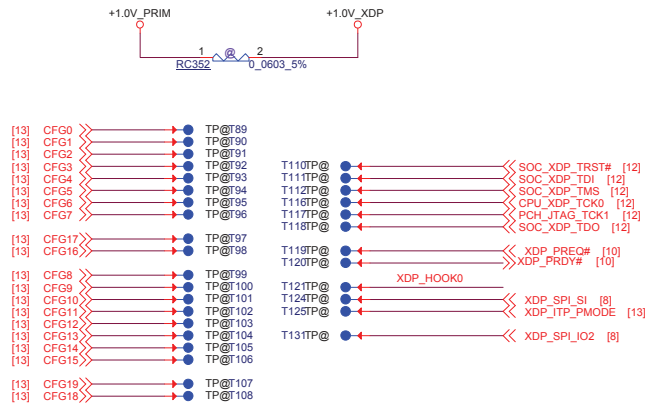 +1.0V_PRIM +1.0V_XDP
1 @ 2
RC352 0_0603_5%
[13] CFG0 TP@T89
[13] CFG1 TP@T90
[13] CFG2 TP@T91
[13] CFG3 TP@T92
[13] CFG4 TP@T93
[13] CFG5 TP@T94
[13] CFG6 TP@T95
[13] CFG7 TP@T96
[13] CFG17 TP@T97
[13] CFG16 TP@T98
[13] CFG8 TP@T99
[13] CFG9 TP@T100
[13] CFG10 TP@T101
[13] CFG11 TP@T102
[13] CFG12 TP@T103
[13] CFG13 TP@T104
[13] CFG14 TP@T105
[13] CFG15 TP@T106
[13] CFG19 TP@T107
[13] CFG18 TP@T108
T110TP@ SOC_XDP_TRST# [12]
T111TP@ SOC_XDP_TDI [12]
T112TP@ SOC_XDP_TMS [12]
T116TP@ CPU_XDP_TCK0 [12]
T117TP@ PCH_JTAG_TCK1 [12]
T118TP@ SOC_XDP_TDO [12]
T119TP@ XDP_PREQ# [10]
T120TP@ XDP_PRDY# [10]
T121TP@ XDP_HOOK0
T124TP@ XDP_SPI_SI [8]
T125TP@ XDP_ITP_PMODE [13]
T131TP@ XDP_SPI_IO2 [8]